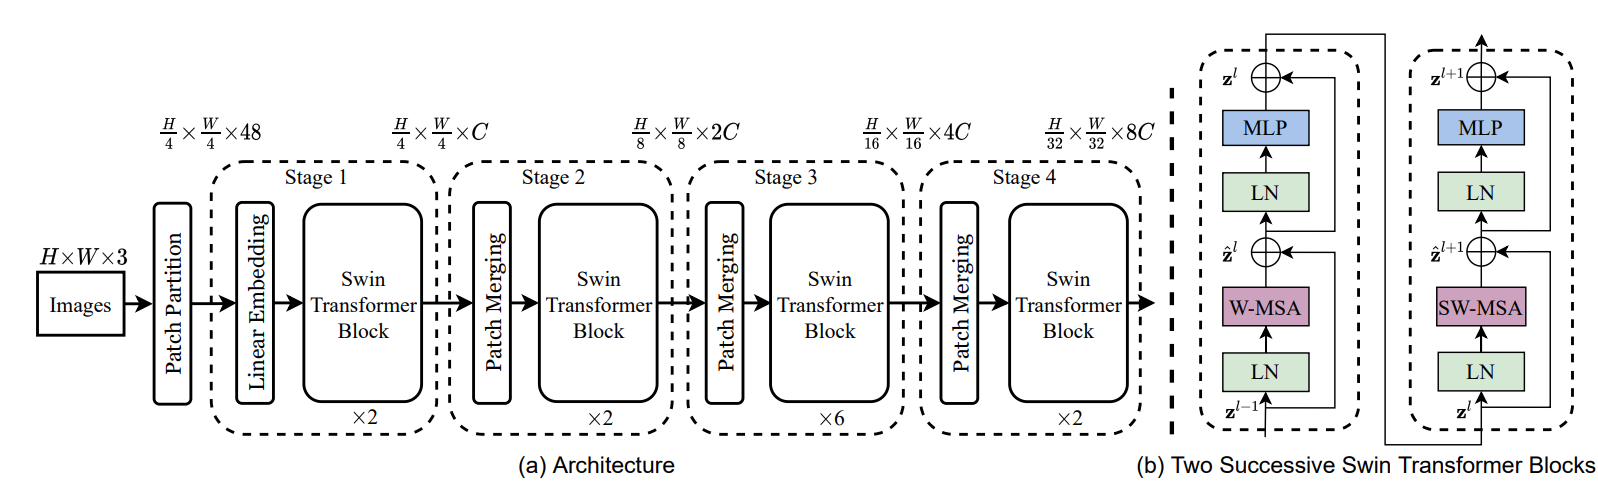 H/4 × W/4 × 48
H/4 × W/4 × C
H/8 × W/8 × 2C
H/16 × W/16 × 4C
H/32 × W/32 × 8C
H×W×3
Images
Patch Partition
Stage 1
Linear Embedding
Swin
Transformer
Block
×2
Stage 2
Patch Merging
Swin
Transformer
Block
×2
Stage 3
Patch Merging
Swin
Transformer
Block
×6
Stage 4
Patch Merging
Swin
Transformer
Block
×2
(a) Architecture
z^l
MLP
LN
ẑ^l
W-MSA
LN
z^{l-1}
z^{l+1}
MLP
LN
ẑ^{l+1}
SW-MSA
LN
z^l
(b) Two Successive Swin Transformer Blocks